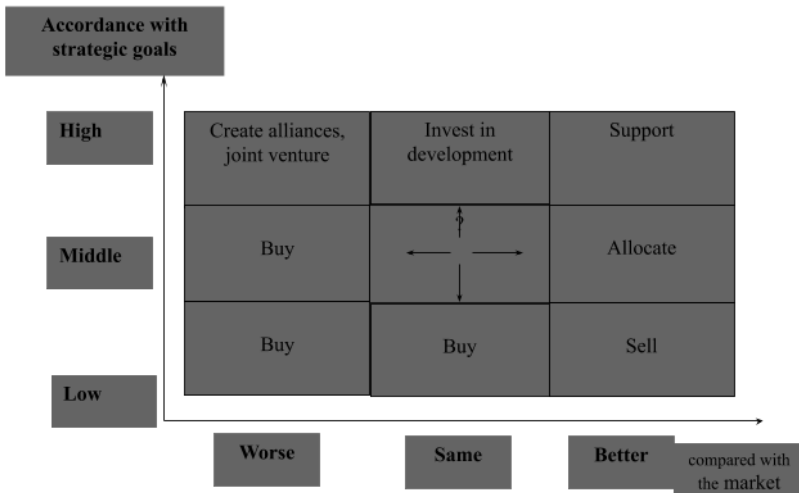 Accordance with
strategic goals
High
Create alliances,
joint venture
Invest in
development
Support
Middle
Buy
?
Allocate
Buy
Buy
Sell
Low
Worse
Same
Better
compared with
the market